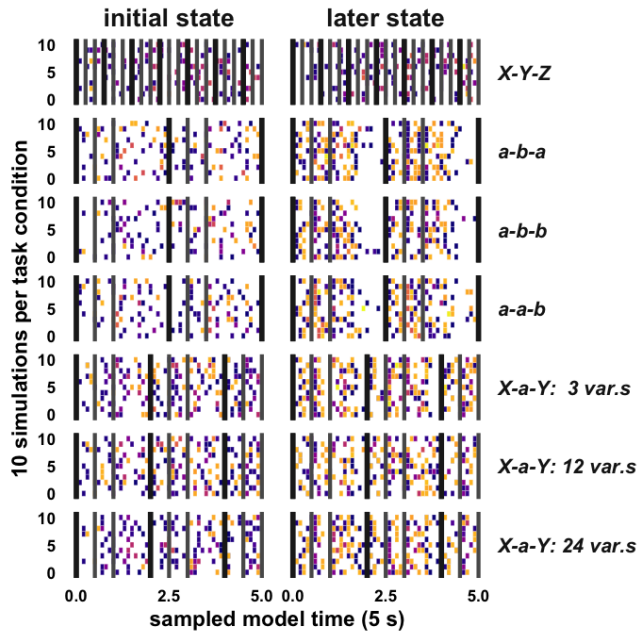 initial state later state
10
5
0
X-Y-Z
10
5
0
a-b-a
10
5
0
a-b-b
10
5
0
a-a-b
10
5
0
X-a-Y: 3 var.s
10
5
0
X-a-Y: 12 var.s
10
5
0
X-a-Y: 24 var.s
10 simulations per task condition
0.0 2.5 5.0 0.0 2.5 5.0
sampled model time (5 s)